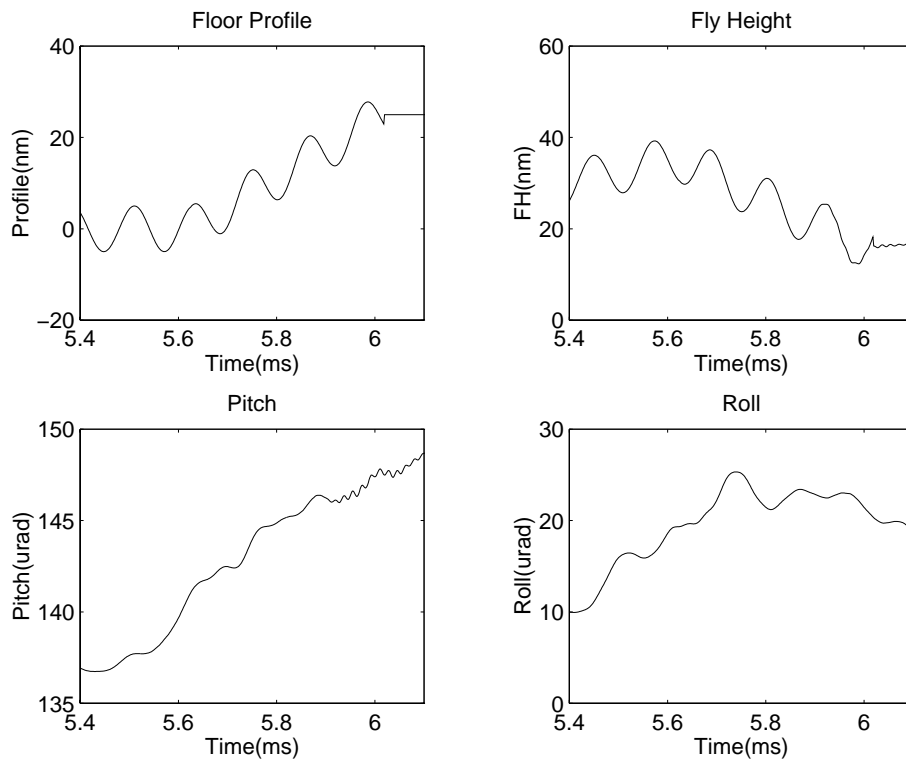 Floor Profile
40
20
0
−20
Profile(nm)
5.4 5.6 5.8 6
Time(ms)
Fly Height
60
40
20
0
FH(nm)
5.4 5.6 5.8 6
Time(ms)
Pitch
150
145
140
135
Pitch(urad)
5.4 5.6 5.8 6
Time(ms)
Roll
30
20
10
0
Roll(urad)
5.4 5.6 5.8 6
Time(ms)